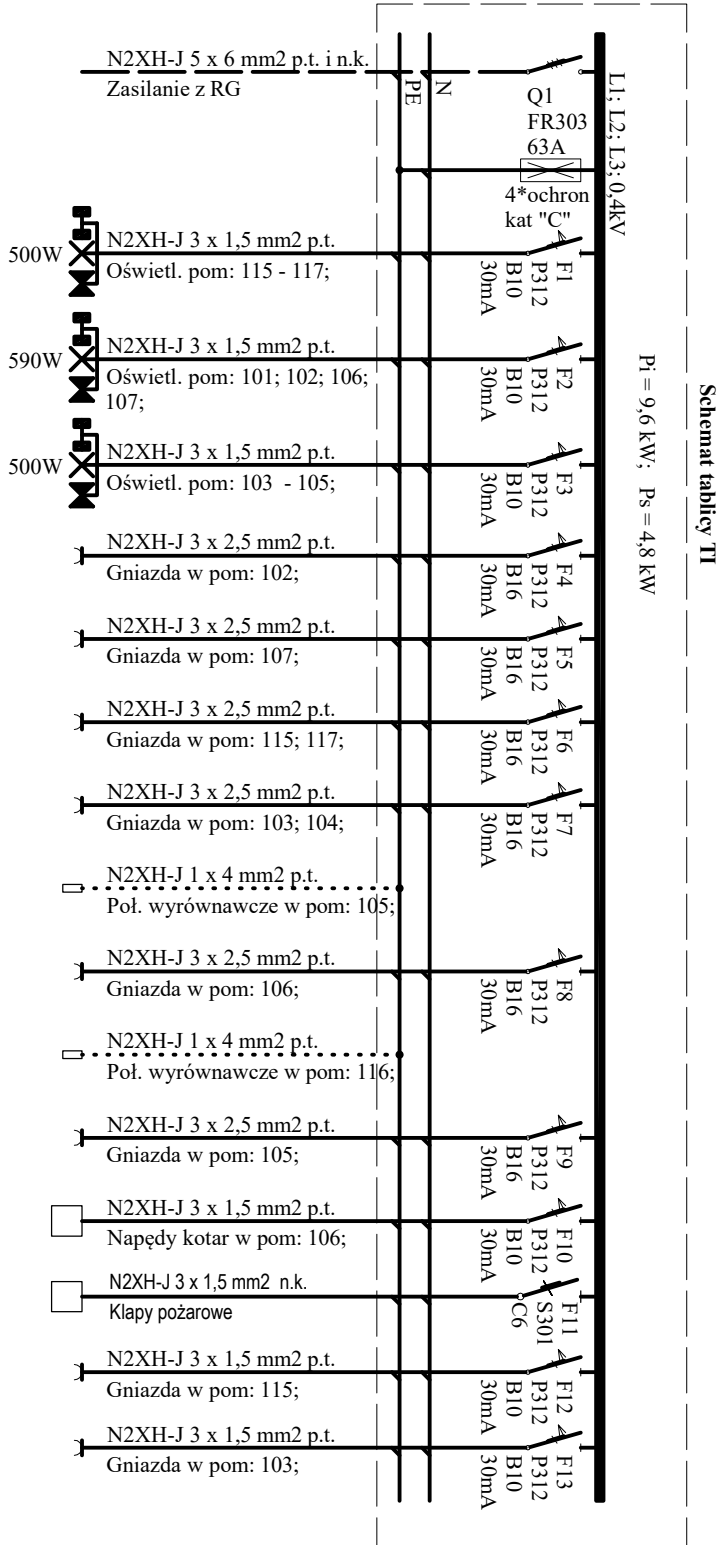 Schemat tablicy TI
Pi = 9,6 kW; Ps = 4,8 kW
L1; L2; L3; 0,4kV
N
PE
N2XH-J 5 x 6 mm2 p.t. i n.k.
Zasilanie z RG
Q1
FR303
63A
4*ochron
kat "C"
500W
N2XH-J 3 x 1,5 mm2 p.t.
Oświetl. pom: 115 - 117;
F1
P312
B10
30mA
590W
N2XH-J 3 x 1,5 mm2 p.t.
Oświetl. pom: 101; 102; 106;
107;
F2
P312
B10
30mA
500W
N2XH-J 3 x 1,5 mm2 p.t.
Oświetl. pom: 103 - 105;
F3
P312
B10
30mA
N2XH-J 3 x 2,5 mm2 p.t.
Gniazda w pom: 102;
F4
P312
B16
30mA
N2XH-J 3 x 2,5 mm2 p.t.
Gniazda w pom: 107;
F5
P312
B16
30mA
N2XH-J 3 x 2,5 mm2 p.t.
Gniazda w pom: 115; 117;
F6
P312
B16
30mA
N2XH-J 3 x 2,5 mm2 p.t.
Gniazda w pom: 103; 104;
F7
P312
B16
30mA
N2XH-J 1 x 4 mm2 p.t.
Poł. wyrównawcze w pom: 105;
N2XH-J 3 x 2,5 mm2 p.t.
Gniazda w pom: 106;
F8
P312
B16
30mA
N2XH-J 1 x 4 mm2 p.t.
Poł. wyrównawcze w pom: 116;
N2XH-J 3 x 2,5 mm2 p.t.
Gniazda w pom: 105;
F9
P312
B16
30mA
N2XH-J 3 x 1,5 mm2 p.t.
Napędy kotar w pom: 106;
F10
P312
B10
30mA
N2XH-J 3 x 1,5 mm2 n.k.
Klapy pożarowe
F11
S301
C6
N2XH-J 3 x 1,5 mm2 p.t.
Gniazda w pom: 115;
F12
P312
B10
30mA
N2XH-J 3 x 1,5 mm2 p.t.
Gniazda w pom: 103;
F13
P312
B10
30mA